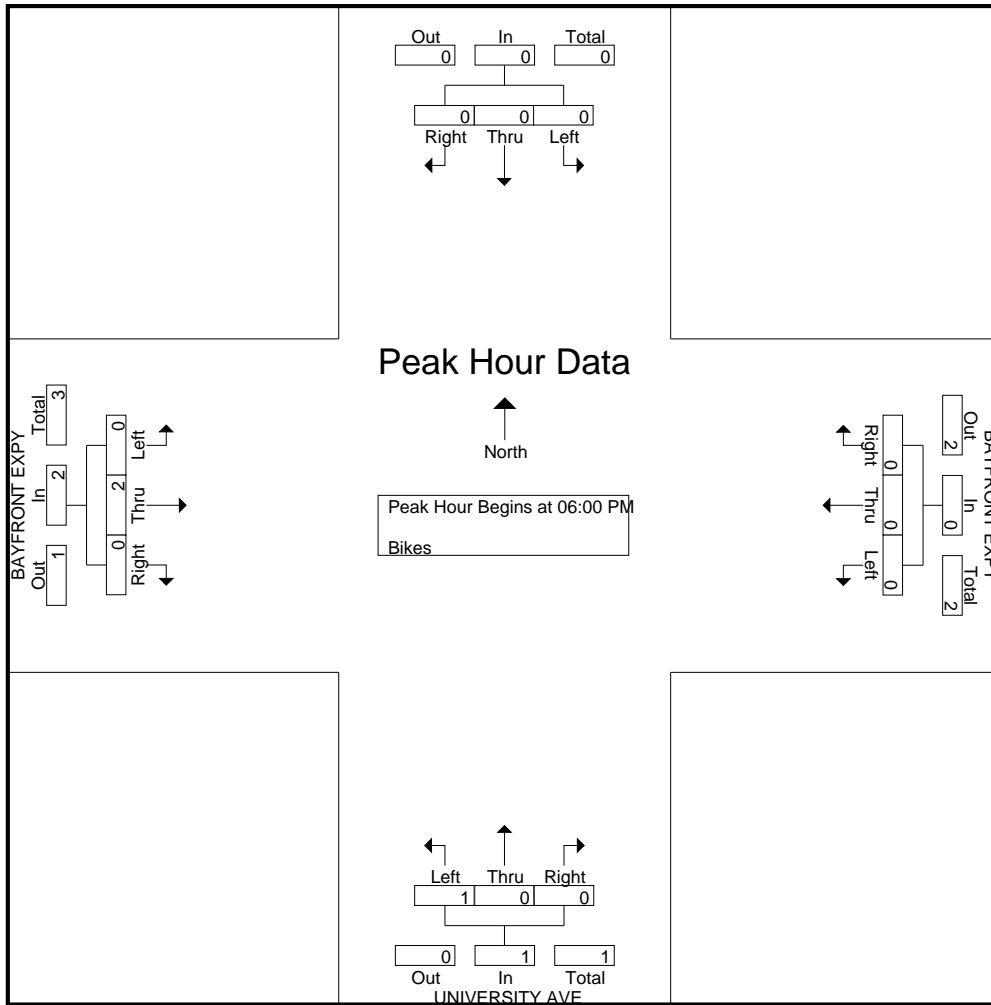 Out In Total
0 0 0
0 0 0
Right Thru Left
Peak Hour Data
North
Peak Hour Begins at 06:00 PM
Bikes
BAYFRONT EXPY
Out In Total
1 2 3
0 2 0
Left Thru Right
BAYFRONT EXPY
Out In Total
2 0 2
0 0 0
Right Thru Left
Left Thru Right
1 0 0
0 1 1
Out In Total
UNIVERSITY AVE